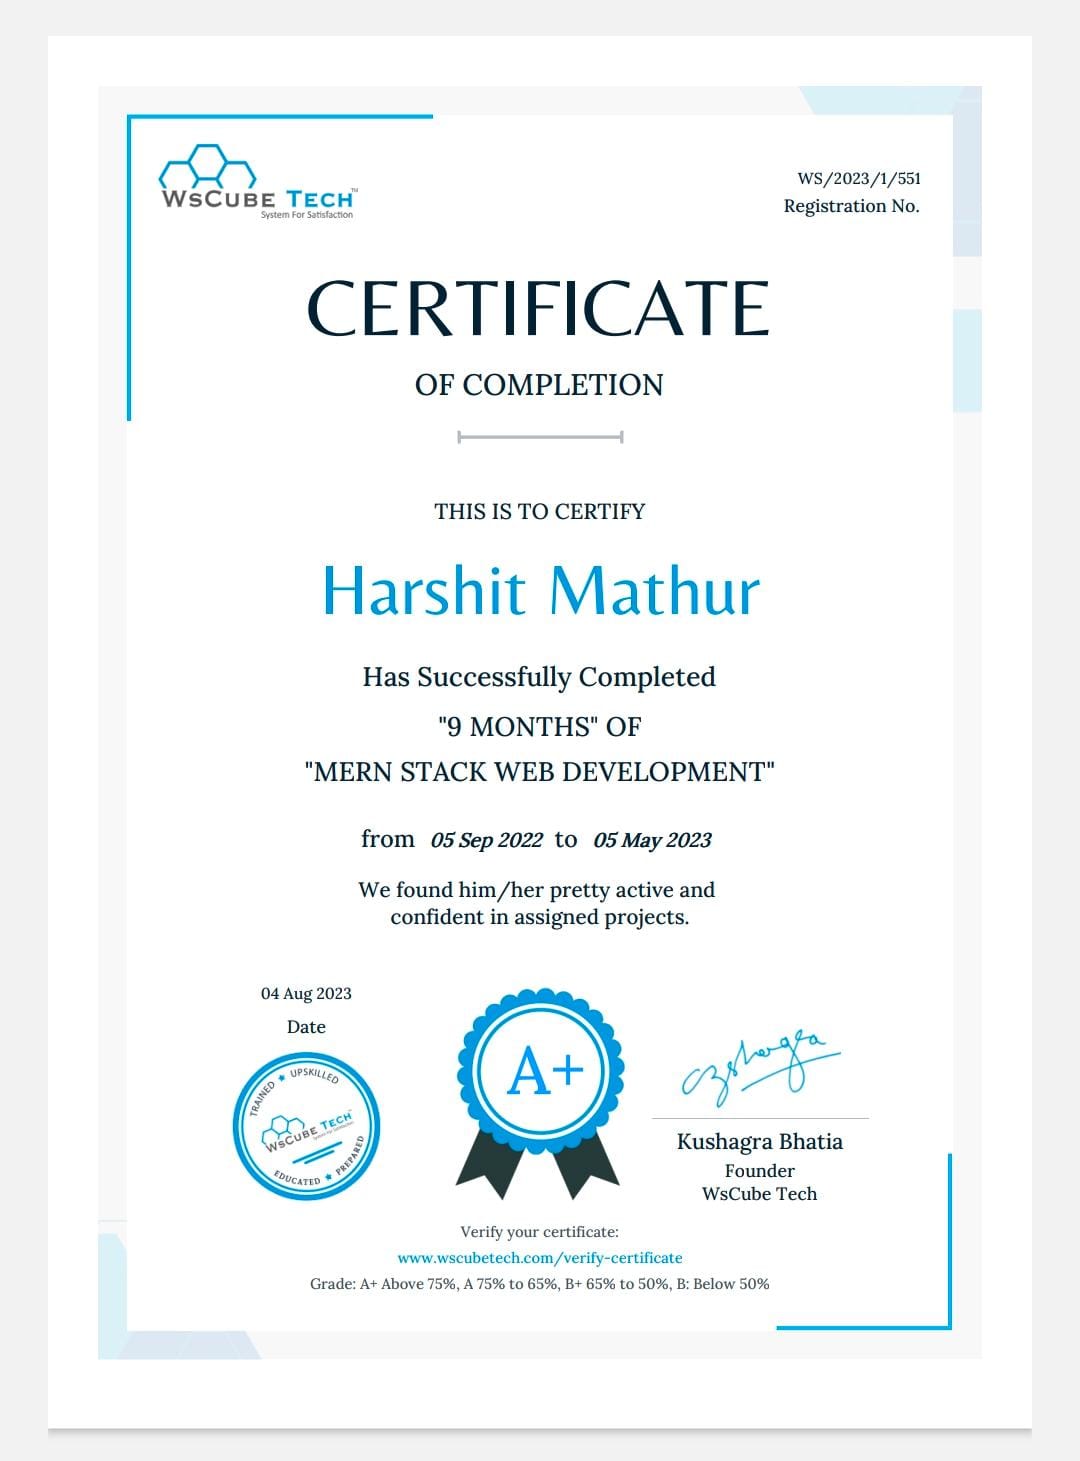 WSCUBE TECH™
System For Satisfaction
WS/2023/1/551
Registration No.
CERTIFICATE
OF COMPLETION
THIS IS TO CERTIFY
Harshit Mathur
Has Successfully Completed
"9 MONTHS" OF
"MERN STACK WEB DEVELOPMENT"
from 05 Sep 2022 to 05 May 2023
We found him/her pretty active and
confident in assigned projects.
04 Aug 2023
Date
TRAINED ★ UPSKILLED
WSCUBE TECH
System For Satisfaction
EDUCATED ★ PREPARED
A+
Kushagra Bhatia
Founder
WsCube Tech
Verify your certificate:
www.wscubetech.com/verify-certificate
Grade: A+ Above 75%, A 75% to 65%, B+ 65% to 50%, B: Below 50%